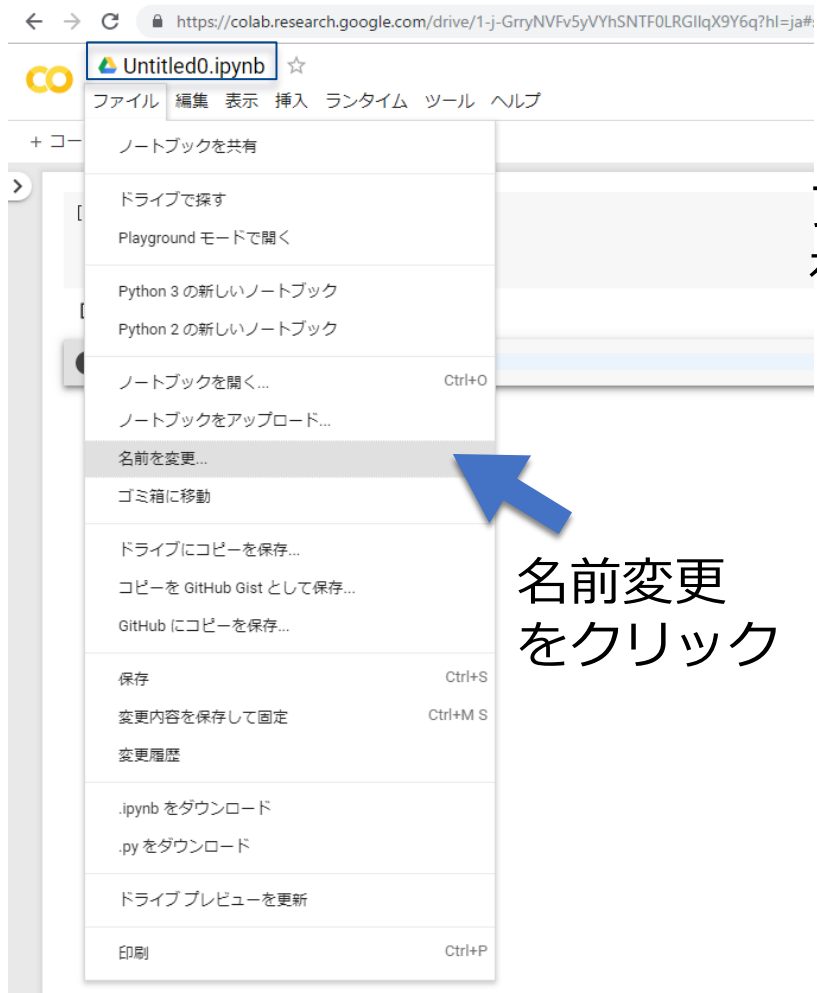 https://colab.research.google.com/drive/1-j-GrryNVFv5yVYhSNTF0LRGIlqX9Y6q?hl=ja#
CO
Untitled0.ipynb
ファイル 編集 表示 挿入 ランタイム ツール ヘルプ
+ コー
ノートブックを共有
ドライブで探す
Playground モードで開く
Python 3 の新しいノートブック
Python 2 の新しいノートブック
ノートブックを開く... Ctrl+O
ノートブックをアップロード...
名前を変更...
ゴミ箱に移動
ドライブにコピーを保存...
コピーを GitHub Gist として保存...
GitHub にコピーを保存...
名前変更
をクリック
保存 Ctrl+S
変更内容を保存して固定 Ctrl+M S
変更履歴
.ipynb をダウンロード
.py をダウンロード
ドライブ プレビューを更新
印刷 Ctrl+P